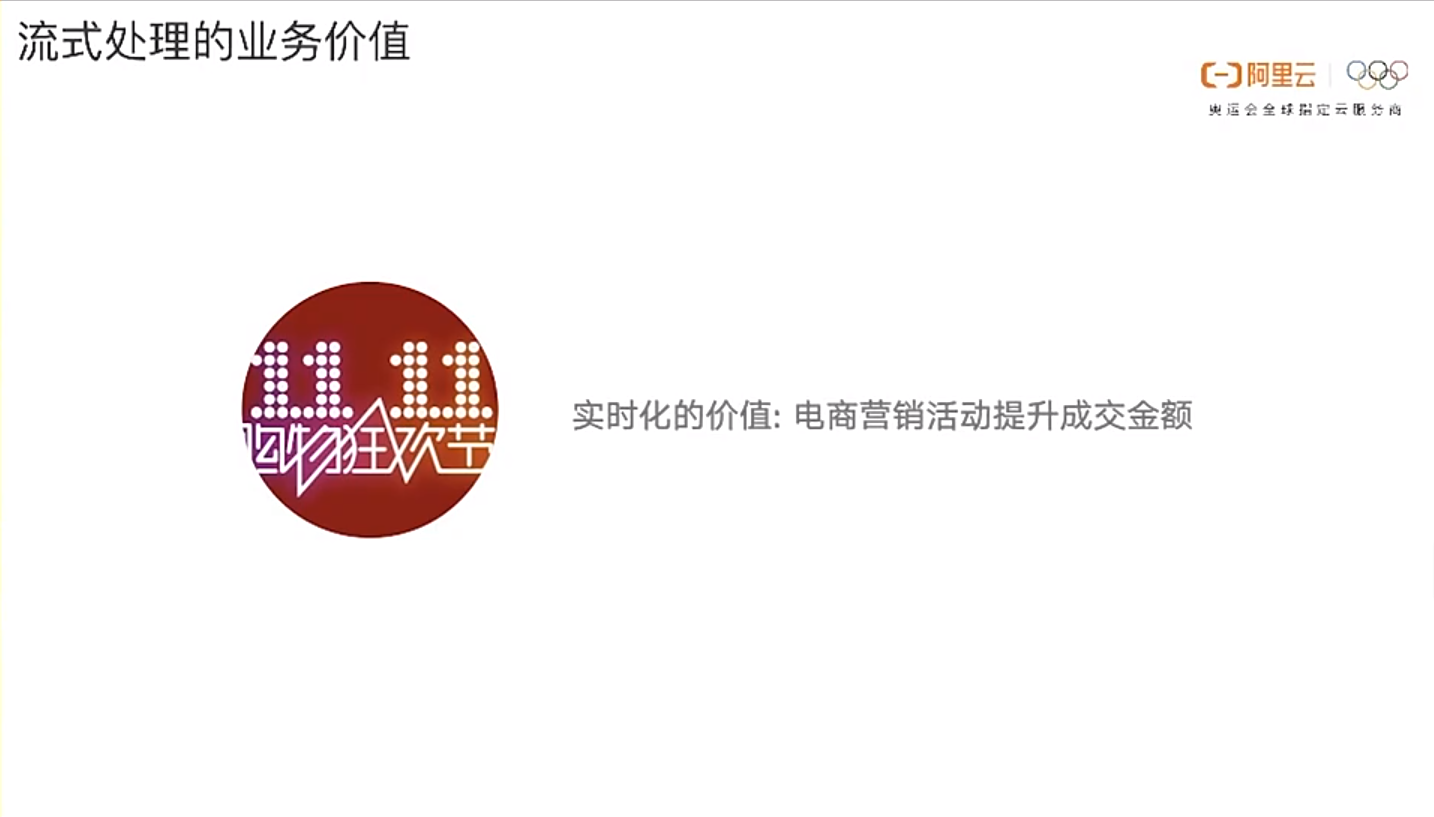 流式处理的业务价值
阿里云
奥运会全球指定云服务商
11 11
购物狂欢节
实时化的价值: 电商营销活动提升成交金额